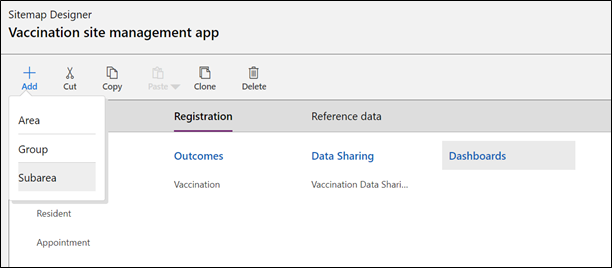 Sitemap Designer
Vaccination site management app
Add Cut Copy Paste Clone Delete
Area
Group
Subarea
Registration Reference data
Outcomes Data Sharing Dashboards
Vaccination Vaccination Data Shari...
Resident
Appointment